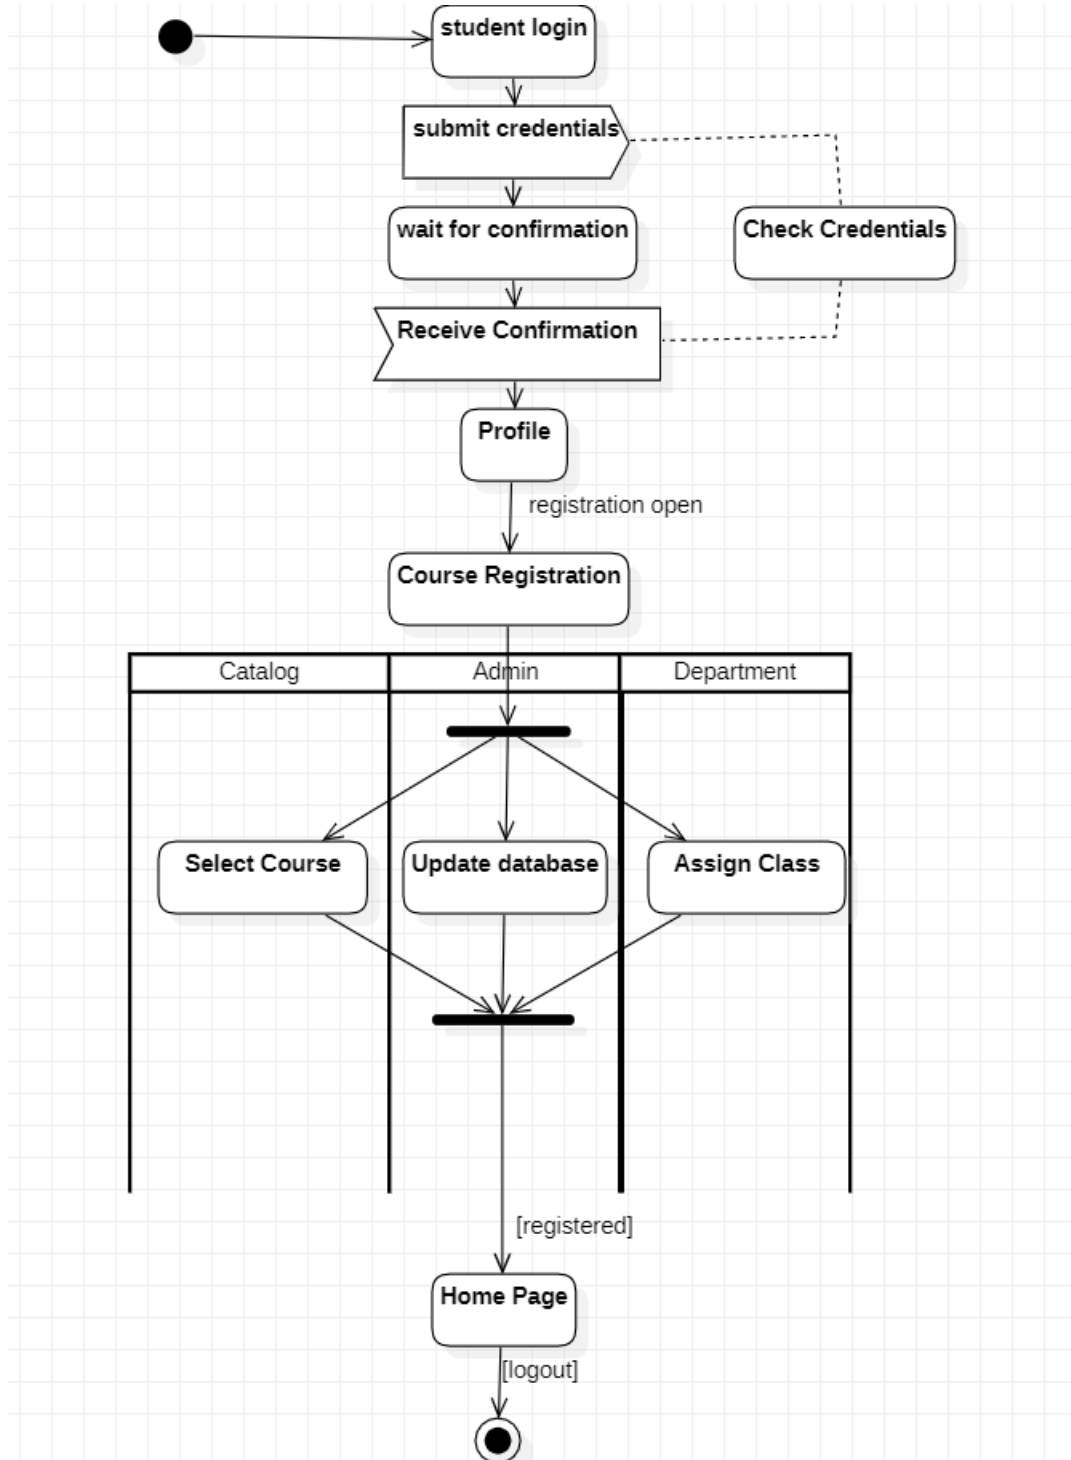 student login
submit credentials
wait for confirmation
Check Credentials
Receive Confirmation
Profile
registration open
Course Registration
Catalog
Admin
Department
Select Course
Update database
Assign Class
[registered]
Home Page
[logout]